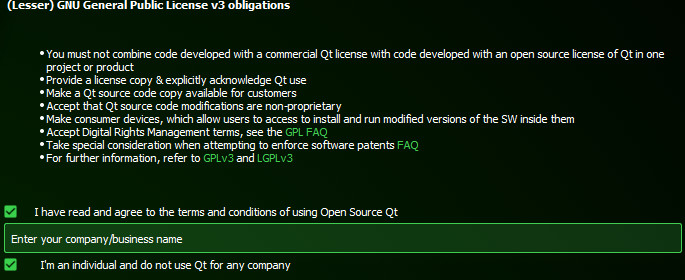 (Lesser) GNU General Public License v3 obligations
•You must not combine code developed with a commercial Qt license with code developed with an open source license of Qt in one
project or product
•Provide a license copy & explicitly acknowledge Qt use
•Make a Qt source code copy available for customers
•Accept that Qt source code modifications are non-proprietary
•Make consumer devices, which allow users to access to install and run modified versions of the SW inside them
•Accept Digital Rights Management terms, see the GPL FAQ
•Take special consideration when attempting to enforce software patents FAQ
•For further information, refer to GPLv3 and LGPLv3
I have read and agree to the terms and conditions of using Open Source Qt
Enter your company/business name
I'm an individual and do not use Qt for any company